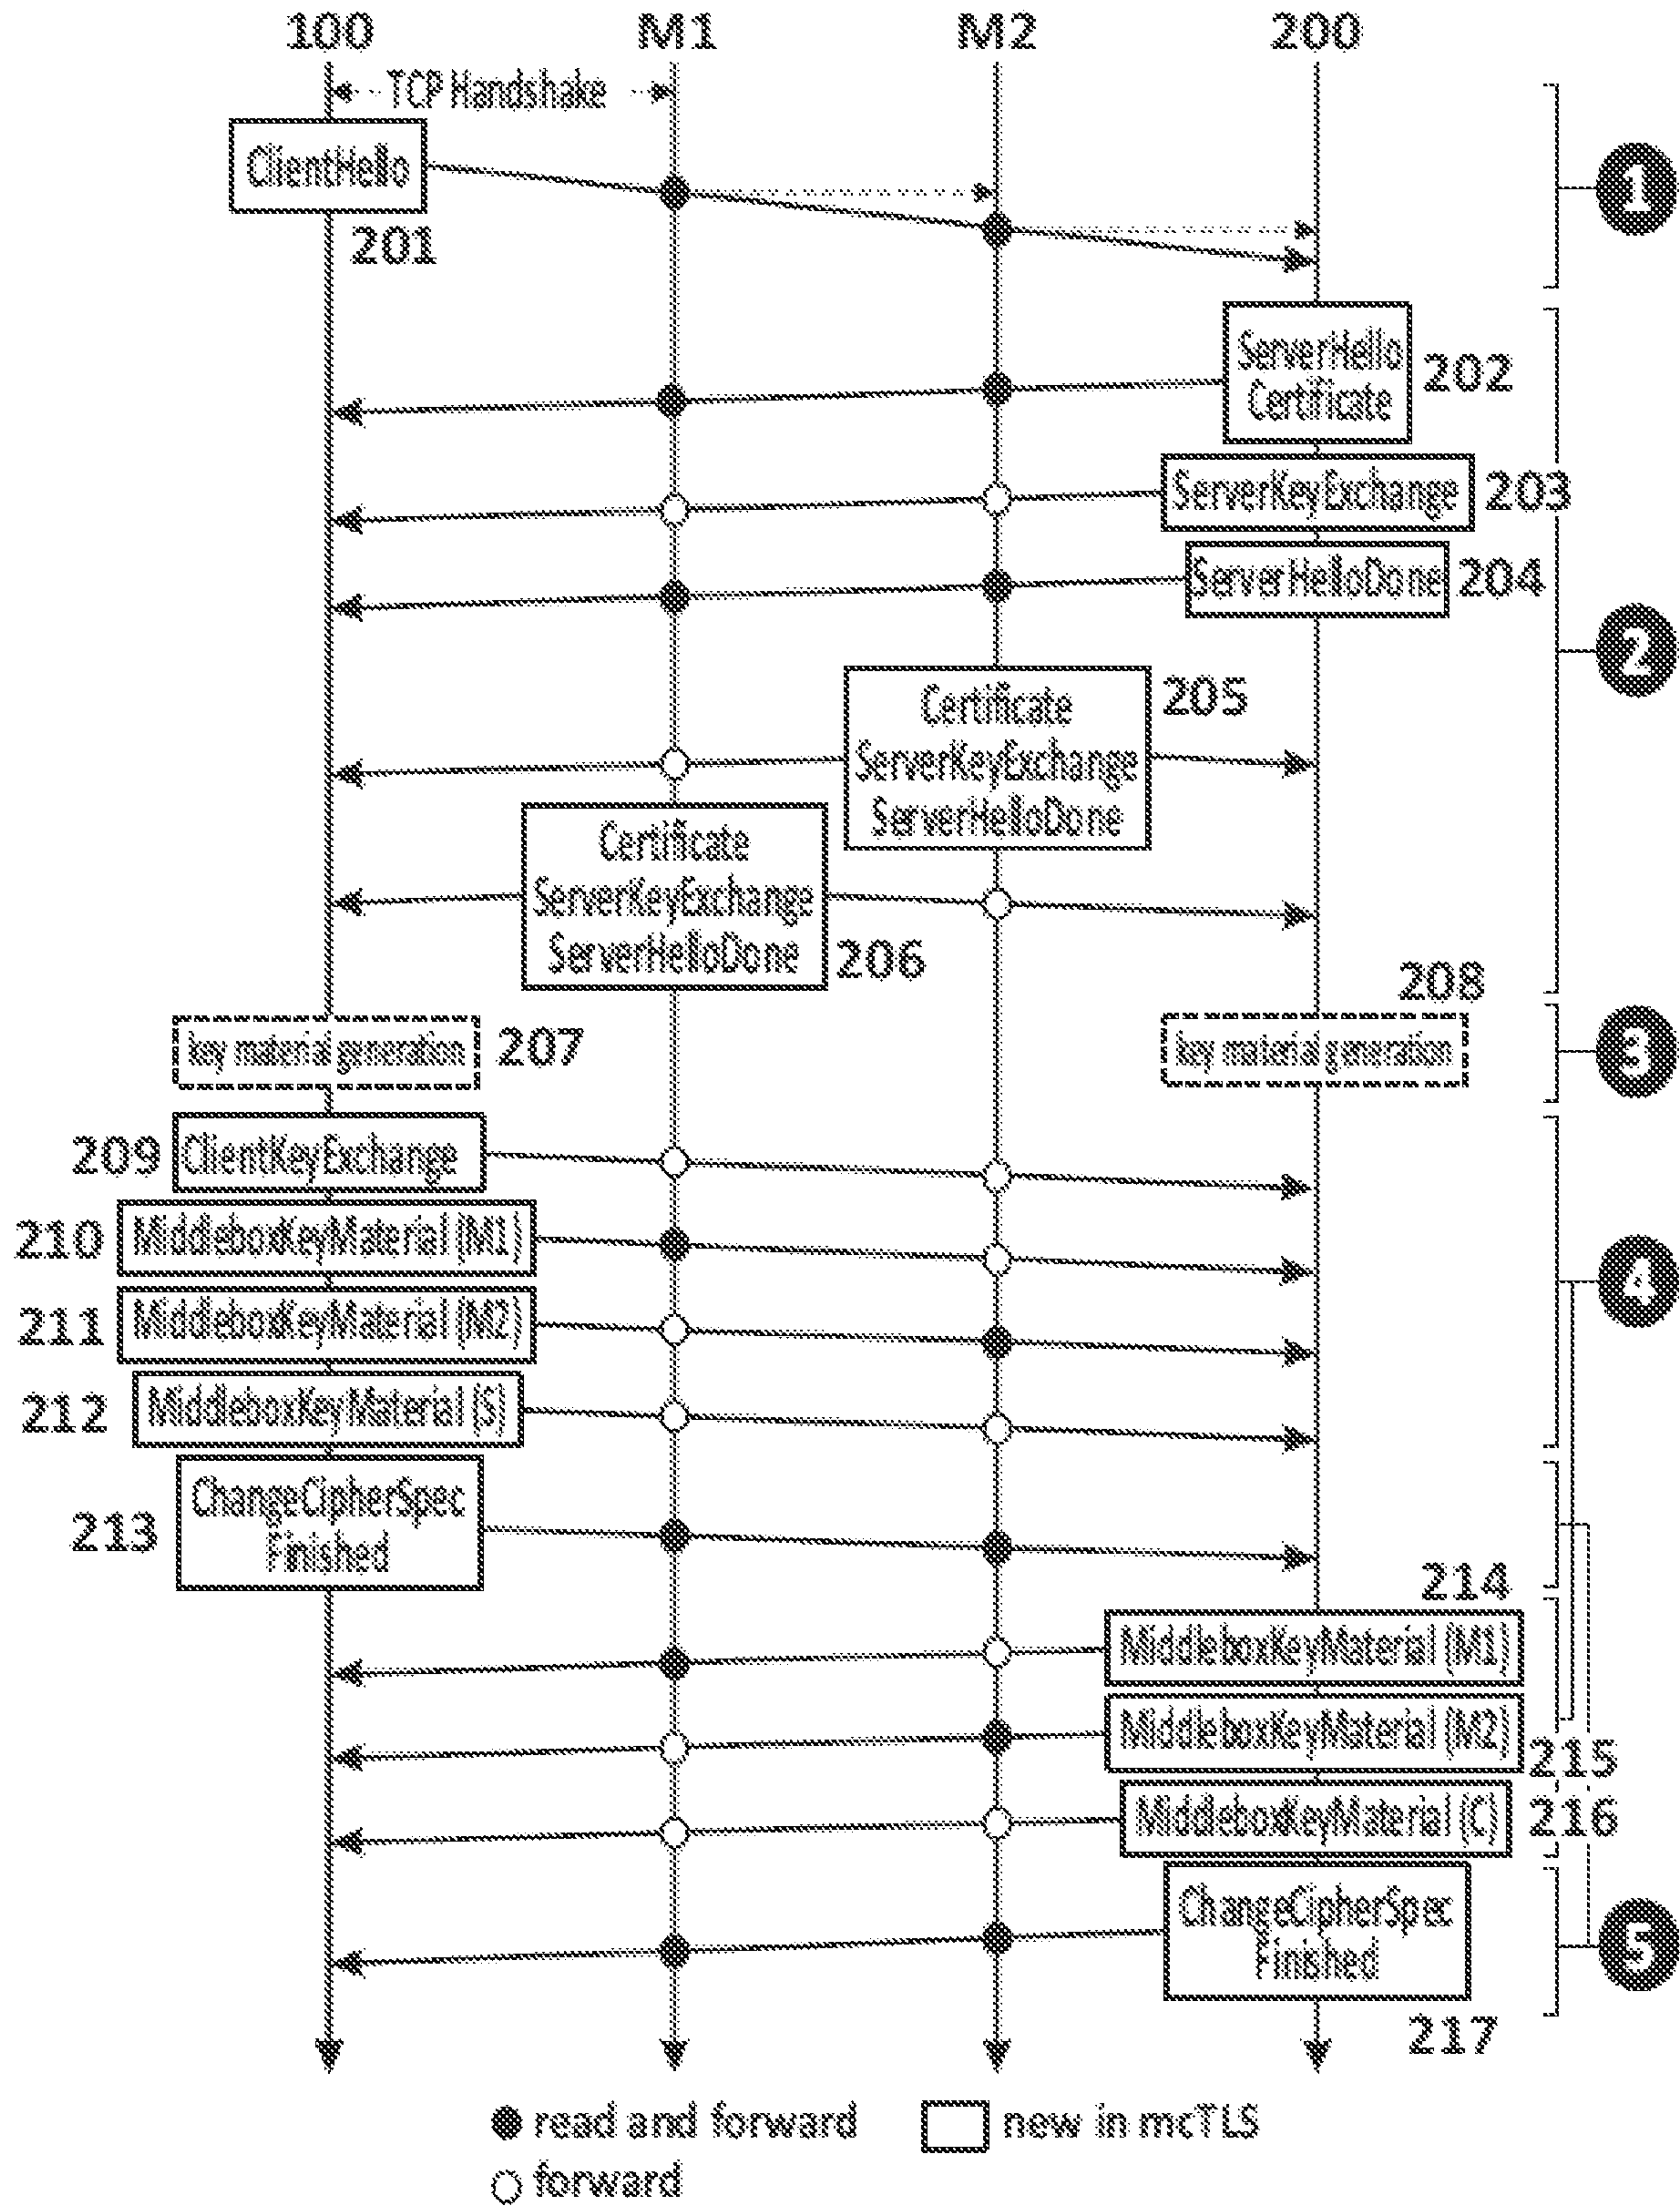 100 M1 M2 200
TCP Handshake
ClientHello
1
201
ServerHello
Certificate
202
ServerKeyExchange 203
ServerHelloDone 204
2
Certificate
ServerKeyExchange
ServerHelloDone
205
Certificate
ServerKeyExchange
ServerHelloDone
206
208
key material generation 207
key material generation
3
209 ClientKeyExchange
210 MiddleboxKeyMaterial (M1)
4
211 MiddleboxKeyMaterial (M2)
212 MiddleboxKeyMaterial (S)
213 ChangeCipherSpec
Finished
214
MiddleboxKeyMaterial (M1)
MiddleboxKeyMaterial (M2)
215
MiddleboxKeyMaterial (C) 216
ChangeCipherSpec
Finished
5
217
read and forward
new in mcTLS
forward